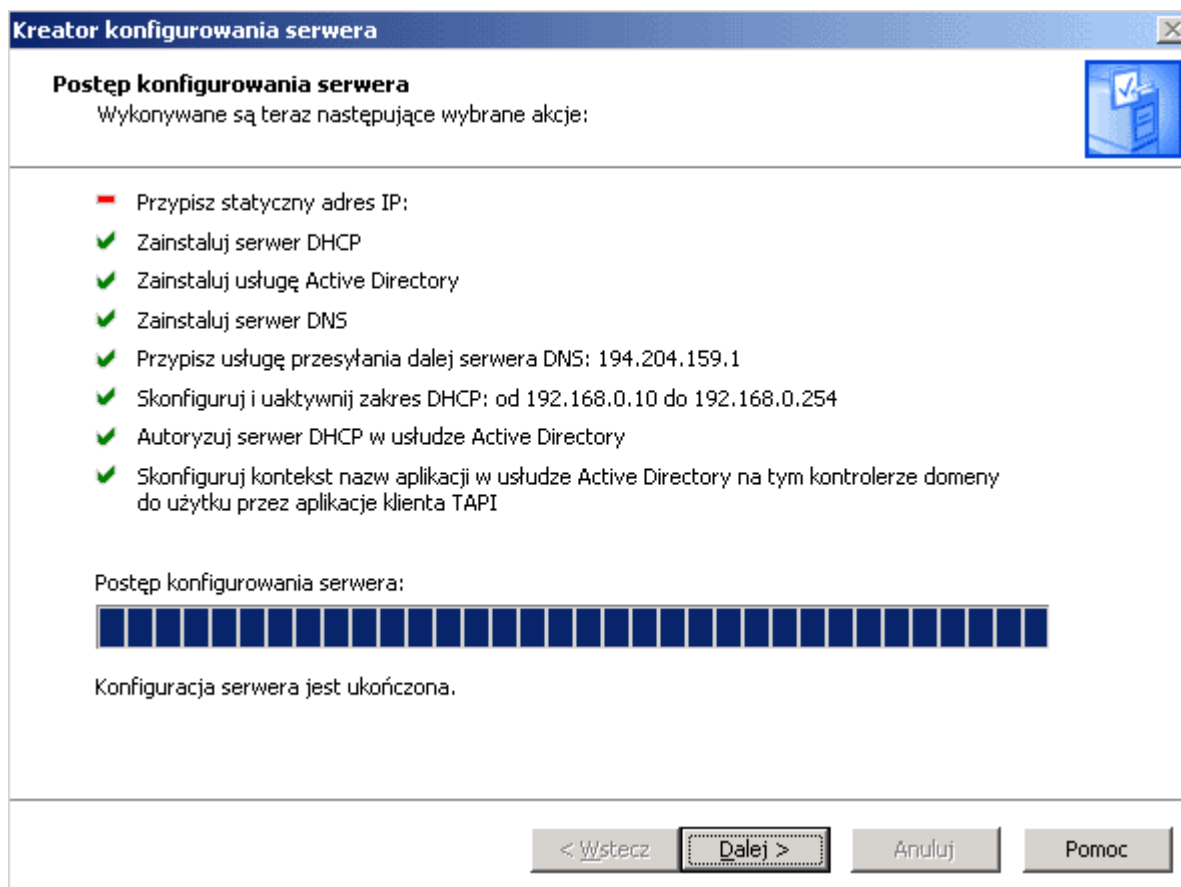 Kreator konfigurowania serwera
Postęp konfigurowania serwera
Wykonywane są teraz następujące wybrane akcje:
Przypisz statyczny adres IP:
Zainstaluj serwer DHCP
Zainstaluj usługę Active Directory
Zainstaluj serwer DNS
Przypisz usługę przesyłania dalej serwera DNS: 194.204.159.1
Skonfiguruj i uaktywnij zakres DHCP: od 192.168.0.10 do 192.168.0.254
Autoryzuj serwer DHCP w usłudze Active Directory
Skonfiguruj kontekst nazw aplikacji w usłudze Active Directory na tym kontrolerze domeny
do użytku przez aplikacje klienta TAPI
Postęp konfigurowania serwera:
Konfiguracja serwera jest ukończona.
< Wstecz Dalej > Anuluj Pomoc